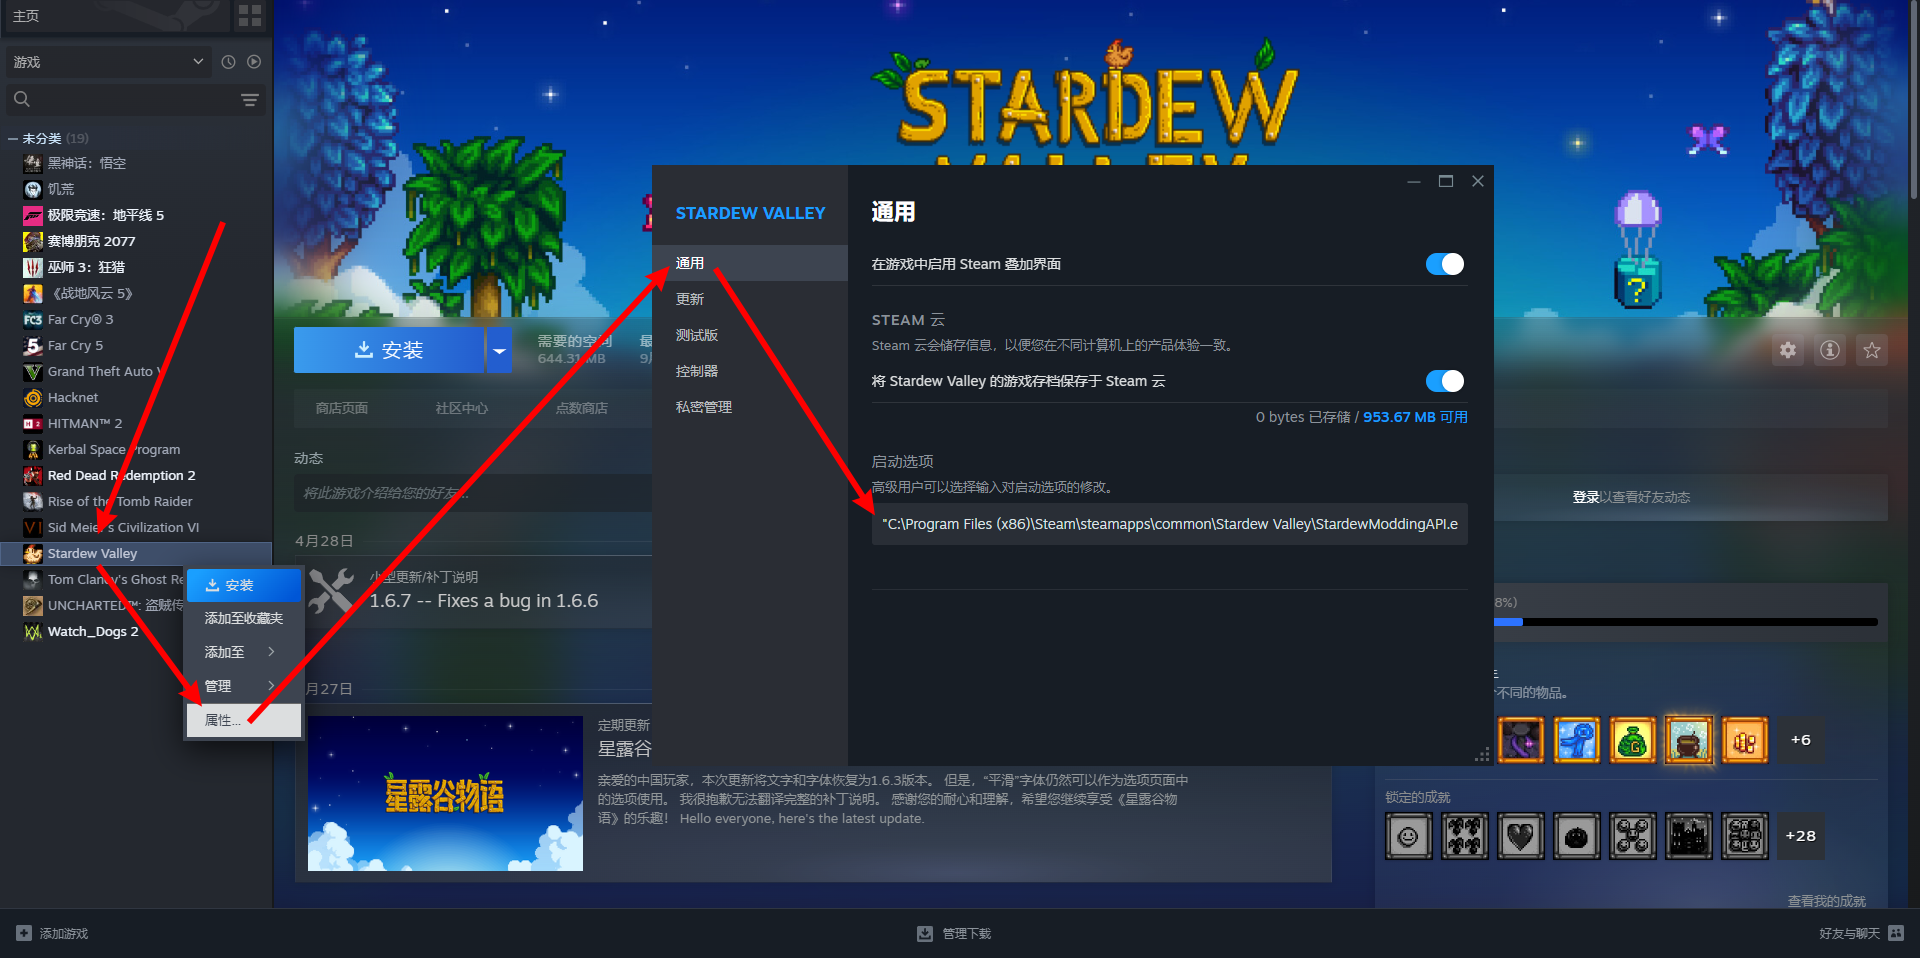 主页
游戏
未分类 (19)
黑神话：悟空
饥荒
极限竞速：地平线 5
赛博朋克 2077
巫师 3：狂猎
《战地风云 5》
Far Cry® 3
Far Cry 5
Grand Theft Auto V
Hacknet
HITMAN™ 2
Kerbal Space Program
Red Dead Redemption 2
Rise of the Tomb Raider
Sid Meier's Civilization VI
Stardew Valley
Tom Clancy's Ghost Re
UNCHARTED™: 盗贼传
Watch_Dogs 2
安装
添加至收藏夹
添加至
管理
属性...
STARDEW
VALLEY
安装
需要的空间
644.31 MB
最
9月
商店页面
社区中心
点数商店
动态
将此游戏介绍给您的好友...
4月28日
小型更新/补丁说明
1.6.7 -- Fixes a bug in 1.6.6
月27日
星露谷物语
定期更新
星露谷
亲爱的中国玩家，本次更新将文字和字体恢复为1.6.3版本。 但是，“平滑”字体仍然可以作为选项页面中
的选项使用。 我很抱歉无法翻译完整的补丁说明。 感谢您的耐心和理解，希望您继续享受《星露谷物
语》的乐趣！ Hello everyone, here's the latest update.
STARDEW VALLEY
通用
更新
测试版
控制器
私密管理
通用
在游戏中启用 Steam 叠加界面
STEAM 云
Steam 云会储存信息，以便您在不同计算机上的产品体验一致。
将 Stardew Valley 的游戏存档保存于 Steam 云
0 bytes 已存储 / 953.67 MB 可用
启动选项
高级用户可以选择输入对启动选项的修改。
"C:\Program Files (x86)\Steam\steamapps\common\Stardew Valley\StardewModdingAPI.e
登录以查看好友动态
8%)
个不同的物品。
+6
锁定的成就
+28
查看我的成就
添加游戏
管理下载
好友与聊天